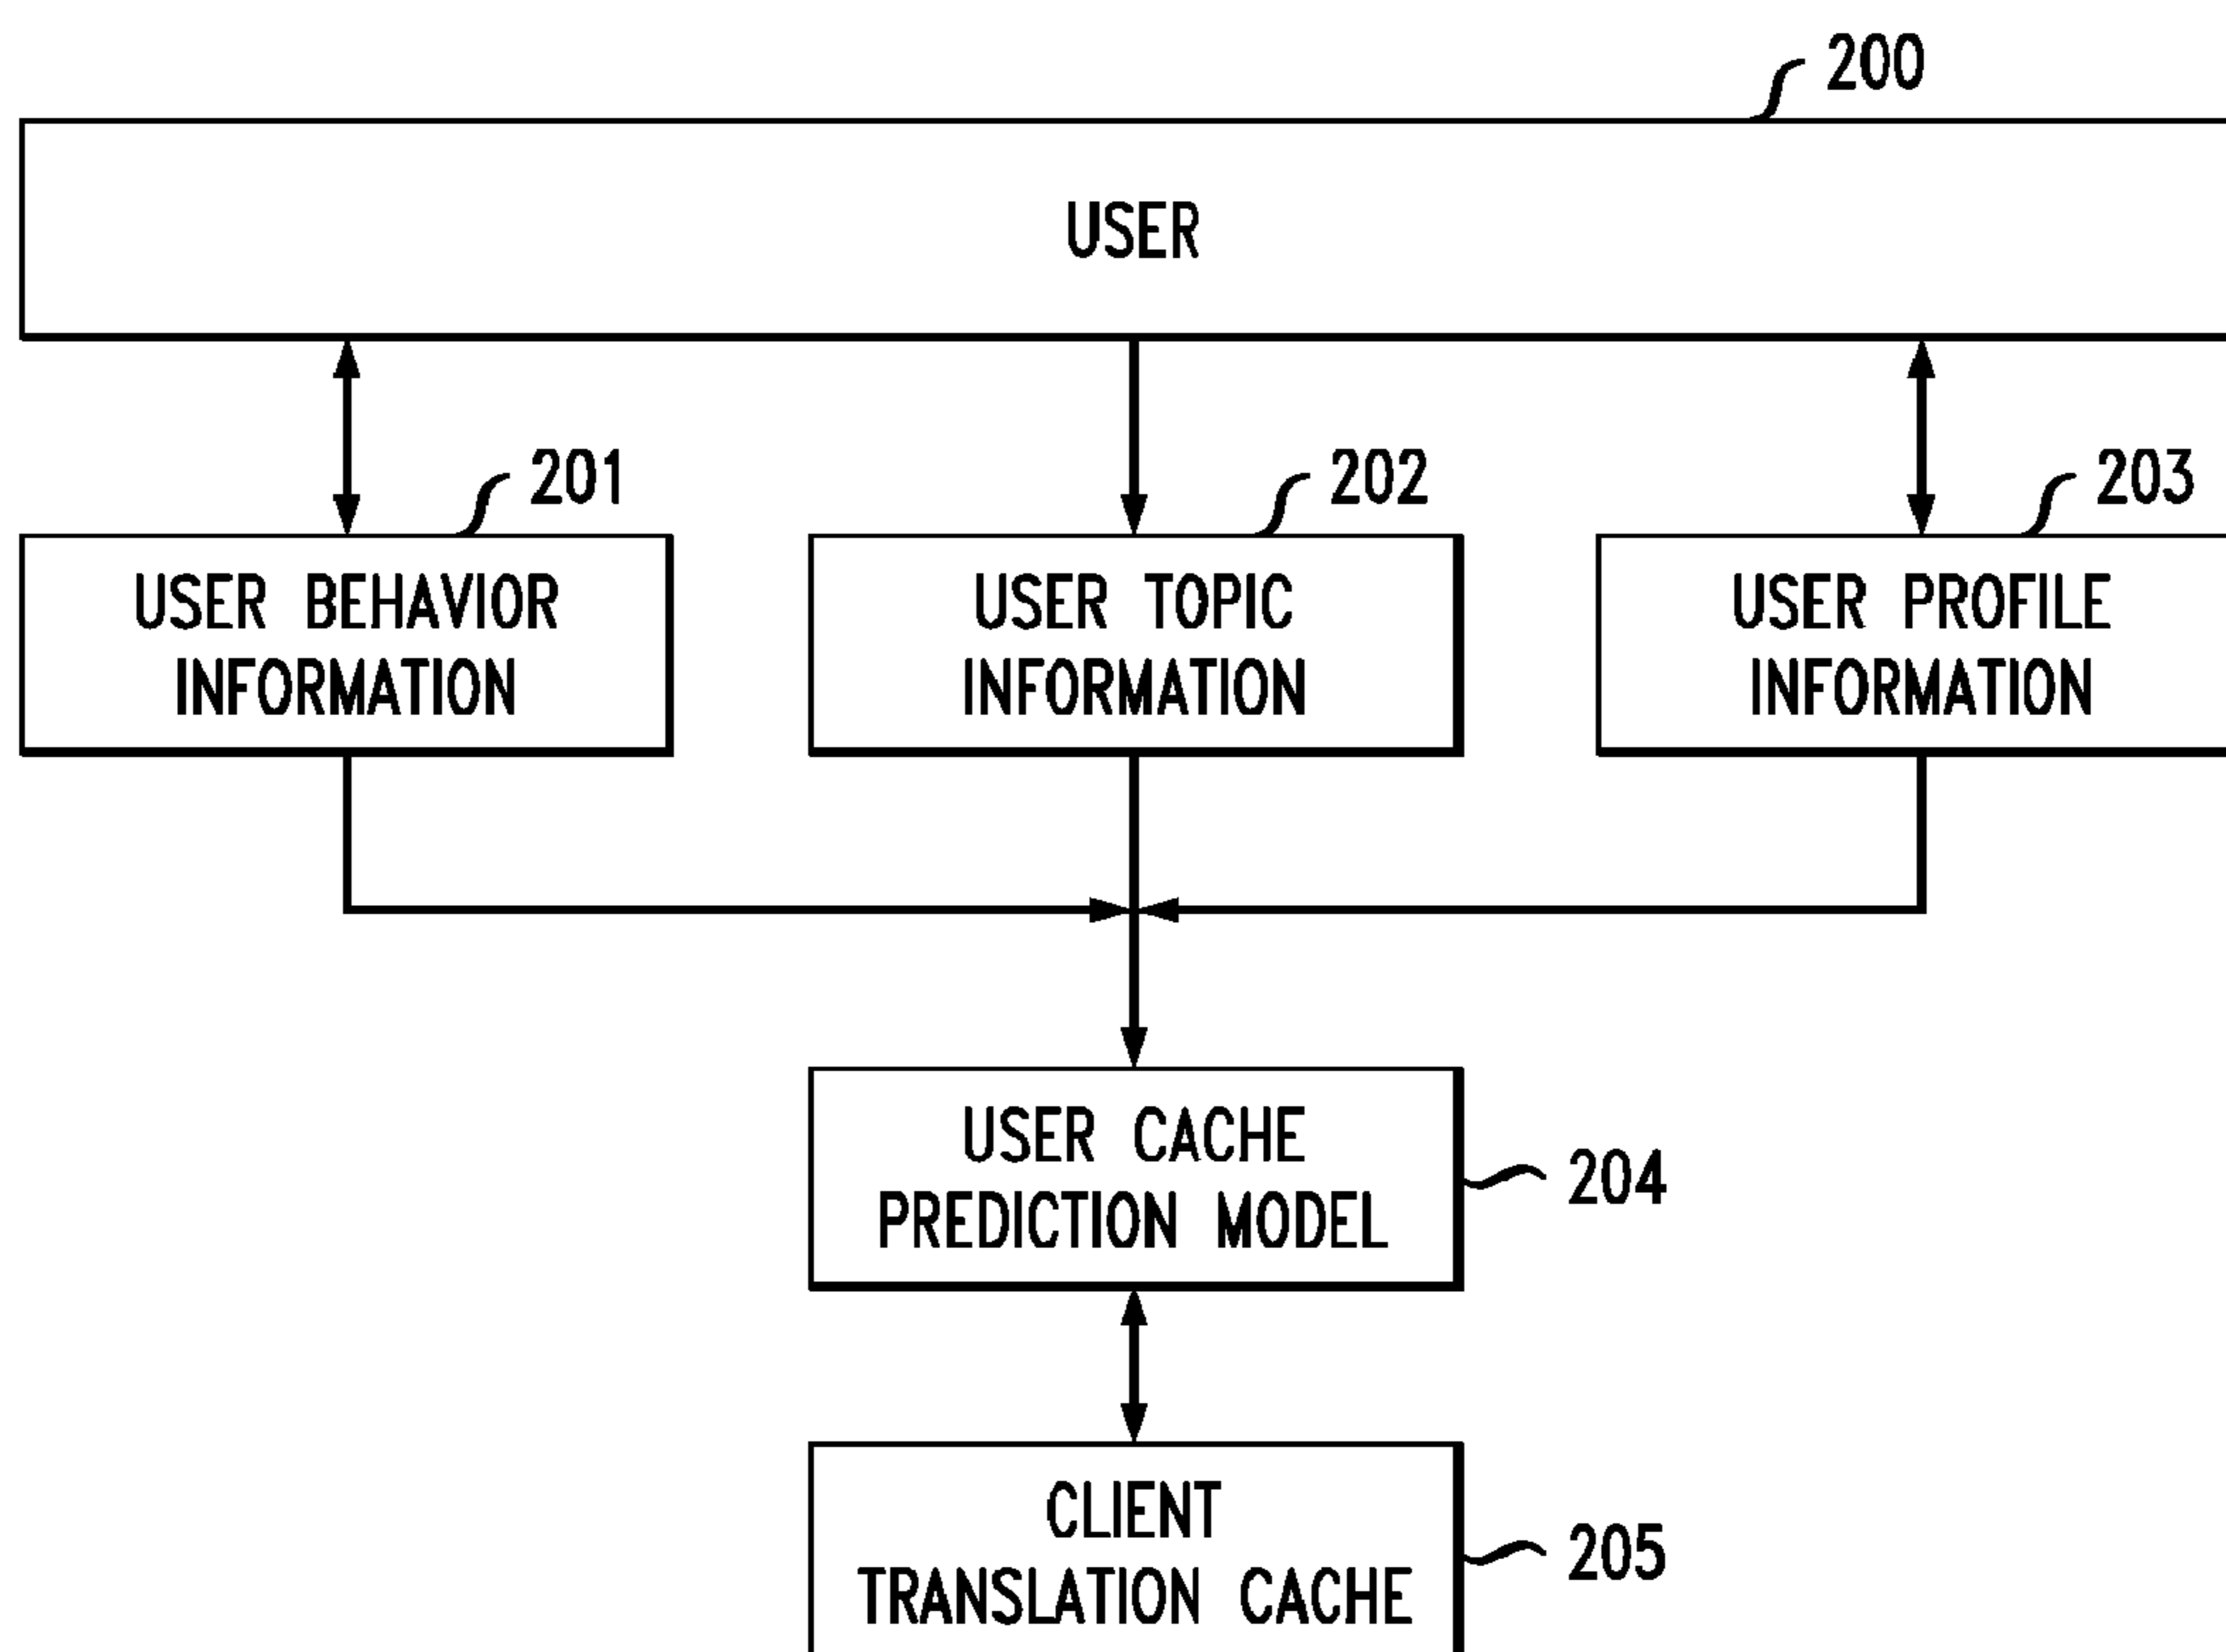 200
USER
201
202
203
USER BEHAVIOR
INFORMATION
USER TOPIC
INFORMATION
USER PROFILE
INFORMATION
USER CACHE
PREDICTION MODEL
204
CLIENT
TRANSLATION CACHE
205